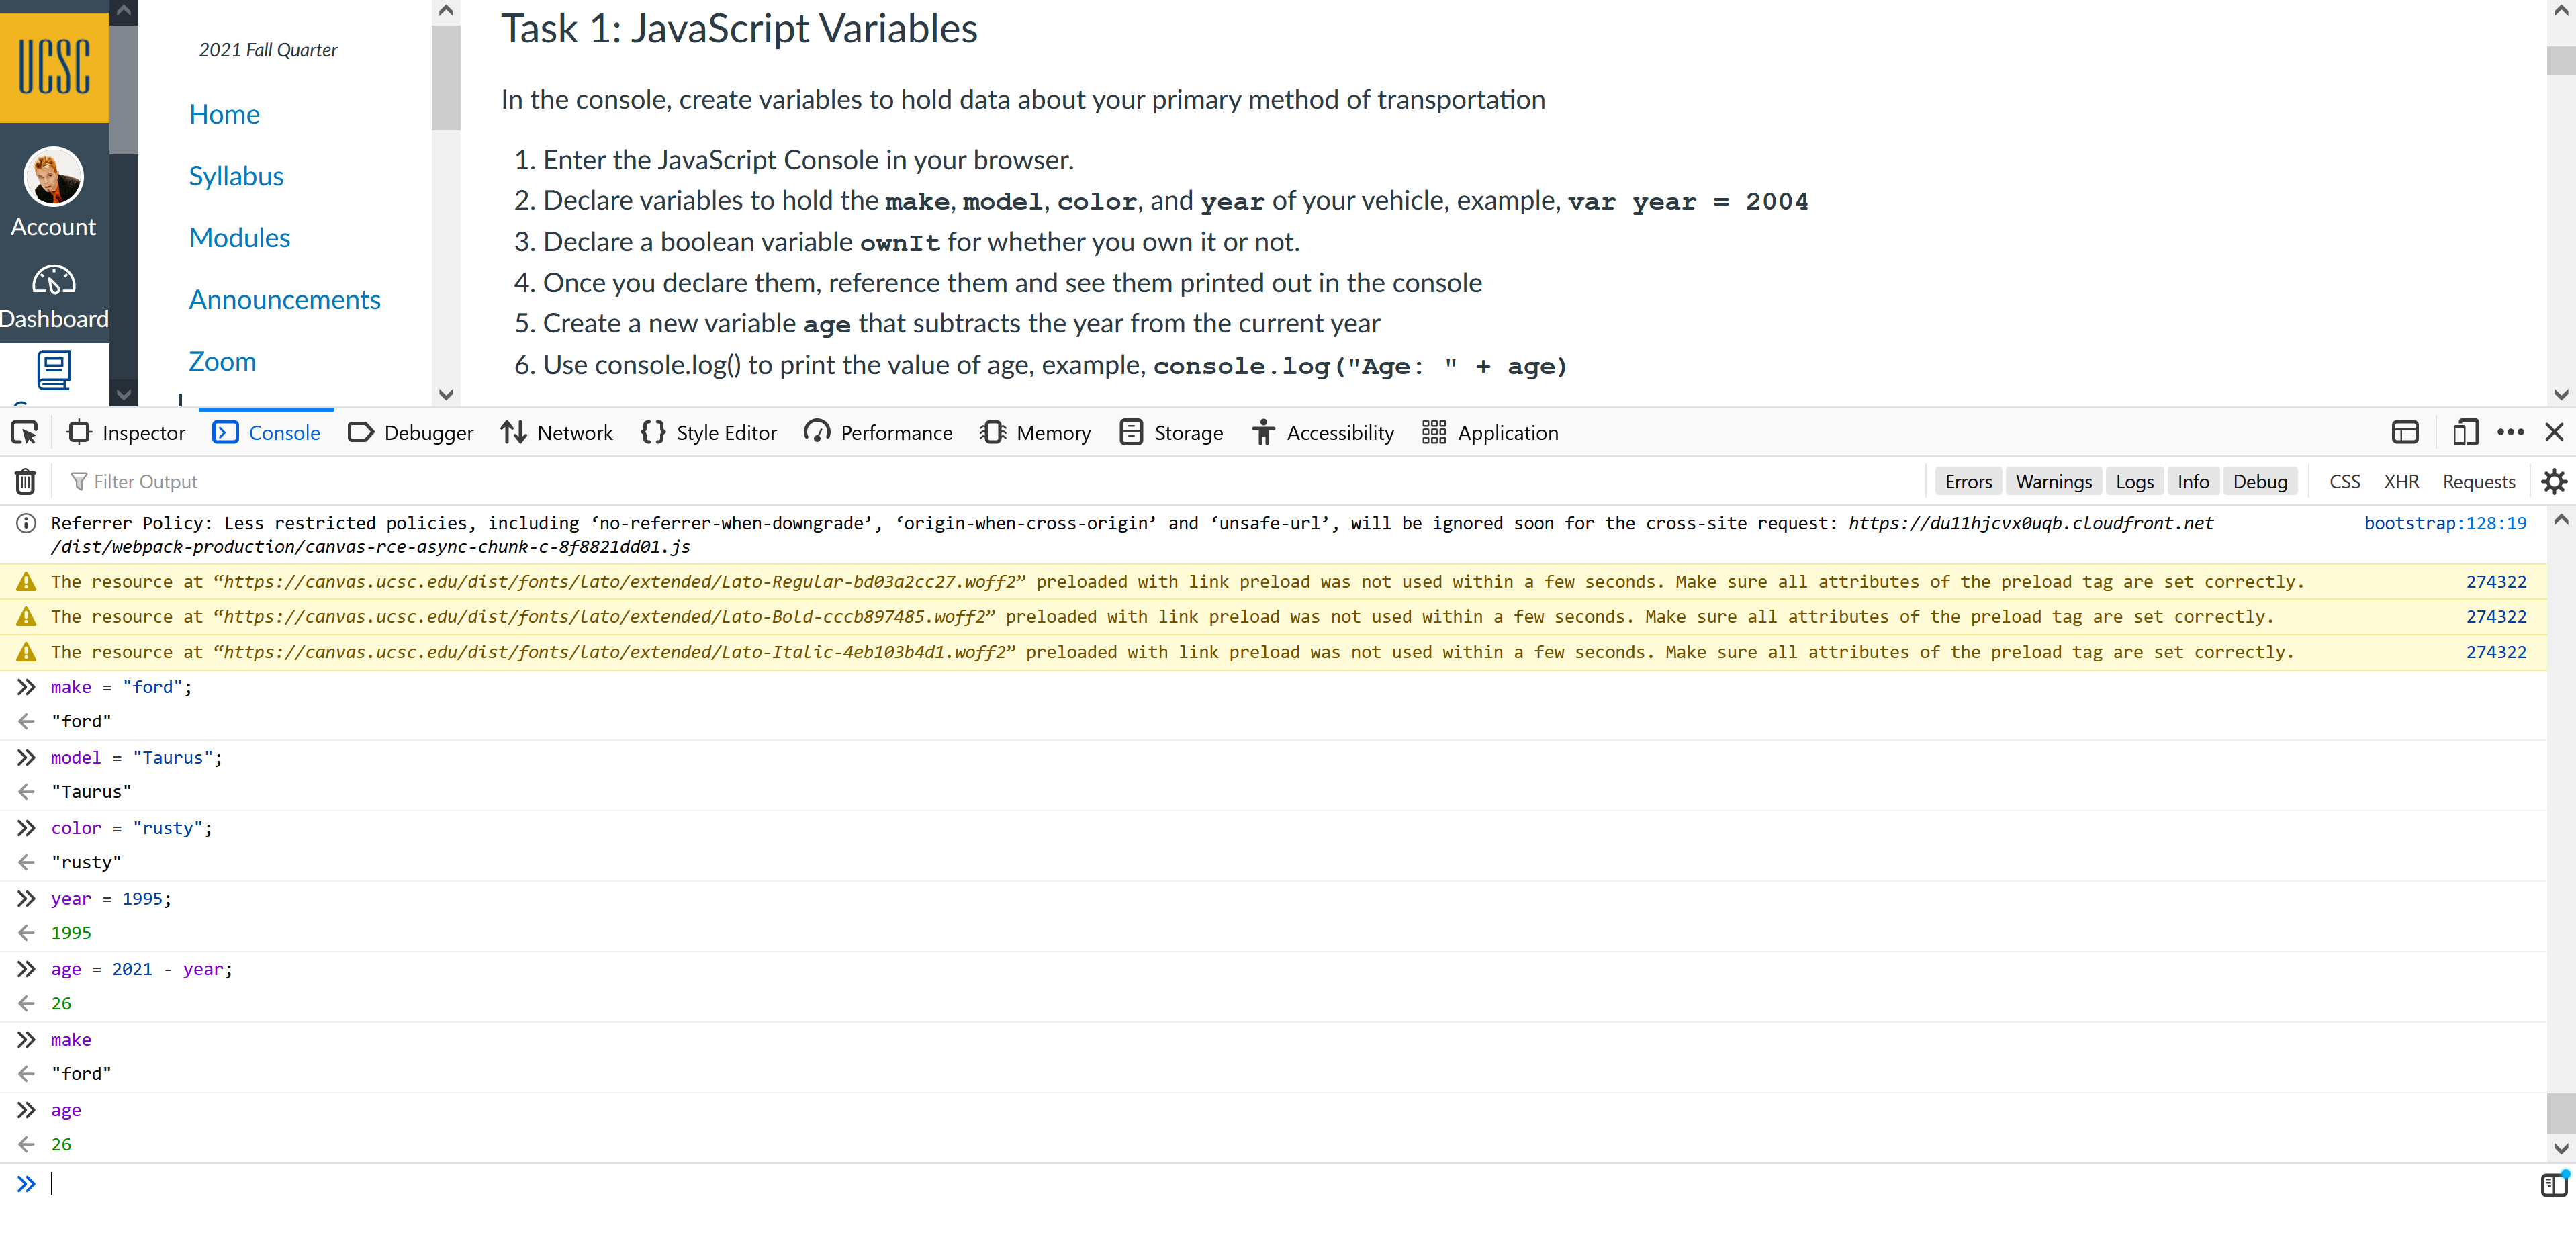 UCSC
Account
Dashboard
2021 Fall Quarter
Home
Syllabus
Modules
Announcements
Zoom
Task 1: JavaScript Variables
In the console, create variables to hold data about your primary method of transportation
1. Enter the JavaScript Console in your browser.
2. Declare variables to hold the make, model, color, and year of your vehicle, example, var year = 2004
3. Declare a boolean variable ownIt for whether you own it or not.
4. Once you declare them, reference them and see them printed out in the console
5. Create a new variable age that subtracts the year from the current year
6. Use console.log() to print the value of age, example, console.log("Age: " + age)
Inspector Console Debugger Network Style Editor Performance Memory Storage Accessibility Application
Filter Output Errors Warnings Logs Info Debug CSS XHR Requests
Referrer Policy: Less restricted policies, including ‘no-referrer-when-downgrade’, ‘origin-when-cross-origin’ and ‘unsafe-url’, will be ignored soon for the cross-site request: https://du11hjcvx0uqb.cloudfront.net bootstrap:128:19
/dist/webpack-production/canvas-rce-async-chunk-c-8f8821dd01.js
The resource at “https://canvas.ucsc.edu/dist/fonts/lato/extended/Lato-Regular-bd03a2cc27.woff2” preloaded with link preload was not used within a few seconds. Make sure all attributes of the preload tag are set correctly. 274322
The resource at “https://canvas.ucsc.edu/dist/fonts/lato/extended/Lato-Bold-cccb897485.woff2” preloaded with link preload was not used within a few seconds. Make sure all attributes of the preload tag are set correctly. 274322
The resource at “https://canvas.ucsc.edu/dist/fonts/lato/extended/Lato-Italic-4eb103b4d1.woff2” preloaded with link preload was not used within a few seconds. Make sure all attributes of the preload tag are set correctly. 274322
make = "ford";
"ford"
model = "Taurus";
"Taurus"
color = "rusty";
"rusty"
year = 1995;
1995
age = 2021 - year;
26
make
"ford"
age
26